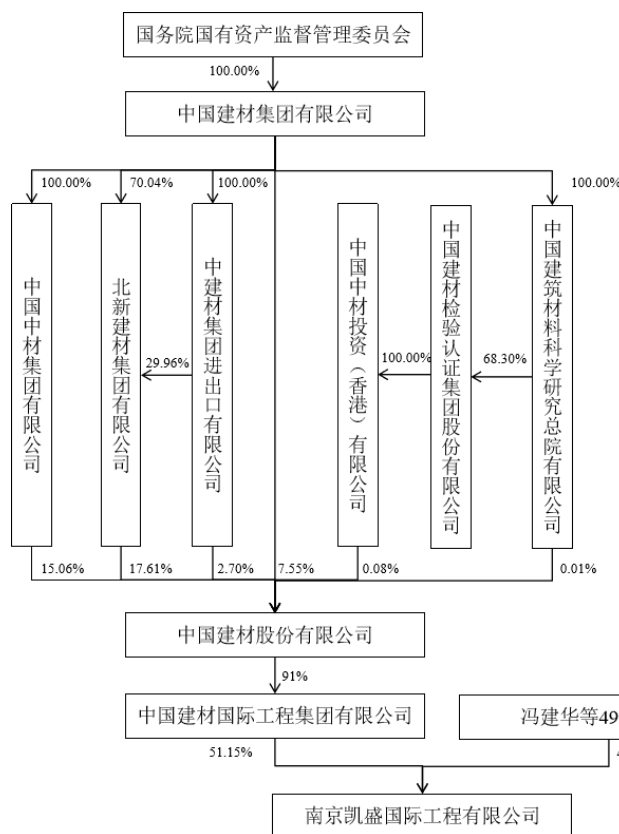 国务院国有资产监督管理委员会
100.00%
中国建材集团有限公司
100.00%
70.04%
100.00%
100.00%
中国中材集团有限公司
北新建材集团有限公司
中建材集团进出口有限公司
中国中材投资（香港）有限公司
中国建材检验认证集团股份有限公司
中国建筑材料科学研究总院有限公司
29.96%
100.00%
68.30%
15.06%
17.61%
2.70%
7.55%
0.08%
0.01%
中国建材股份有限公司
91%
中国建材国际工程集团有限公司
冯建华等49
51.15%
南京凯盛国际工程有限公司